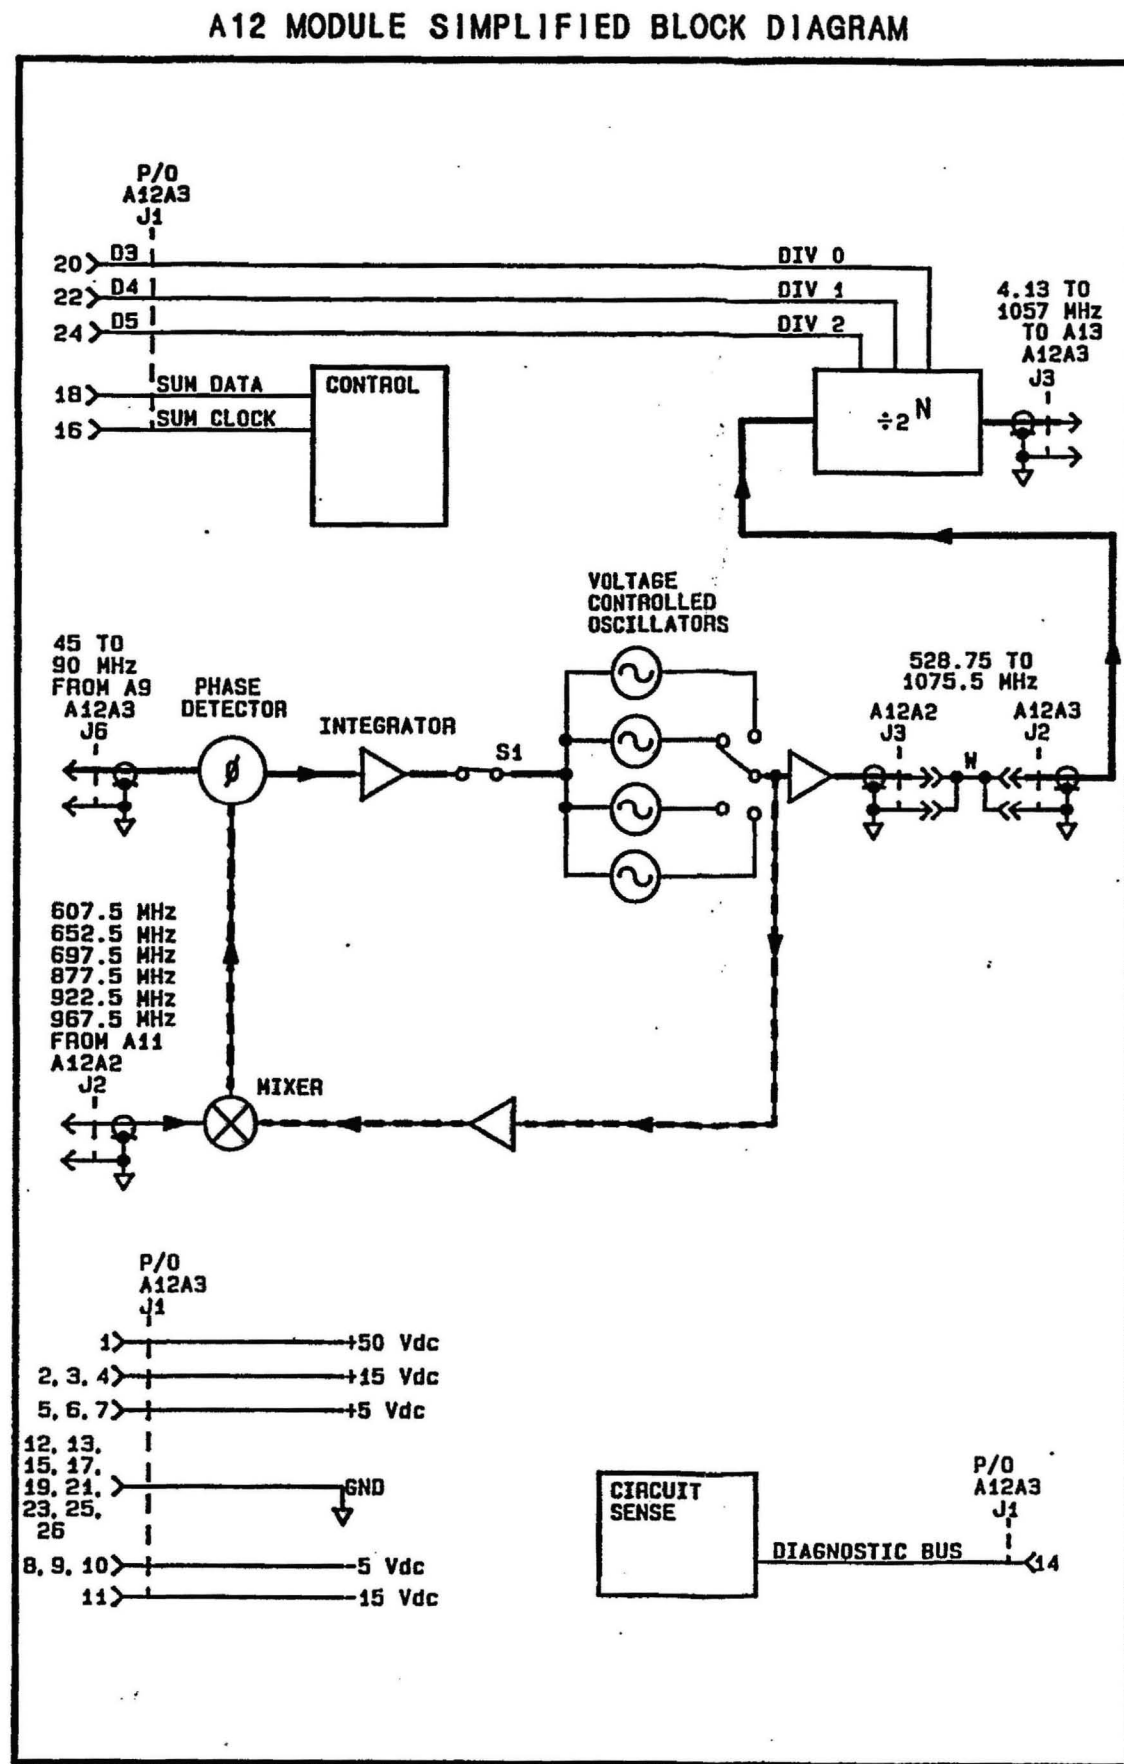 A12 MODULE SIMPLIFIED BLOCK DIAGRAM
P/O
A12A3
J1
20 D3 DIV 0
22 D4 DIV 1
24 D5 DIV 2
18 SUM DATA
16 SUM CLOCK
CONTROL
÷2 N
4.13 TO
1057 MHz
TO A13
A12A3
J3
VOLTAGE
CONTROLLED
OSCILLATORS
45 TO
90 MHz
FROM A9
A12A3
J6
PHASE
DETECTOR
ø
INTEGRATOR
S1
528.75 TO
1075.5 MHz
A12A2
J3
W
A12A3
J2
607.5 MHz
652.5 MHz
697.5 MHz
877.5 MHz
922.5 MHz
967.5 MHz
FROM A11
A12A2
J2
MIXER
P/O
A12A3
J1
1 +50 Vdc
2, 3, 4 +15 Vdc
5, 6, 7 +5 Vdc
12, 13,
15, 17,
19, 21, GND
23, 25,
26
8, 9, 10 -5 Vdc
11 -15 Vdc
CIRCUIT
SENSE
DIAGNOSTIC BUS
P/O
A12A3
J1
14